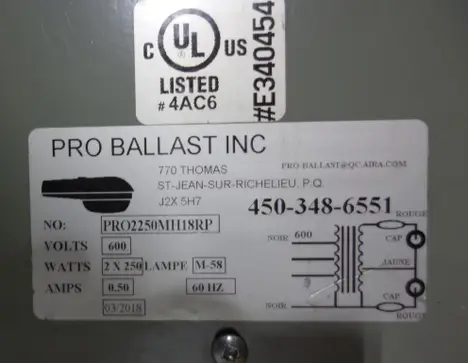 C UL US
LISTED
# 4AC6
#E340454
PRO BALLAST INC
770 THOMAS
ST-JEAN-SUR-RICHELIEU, P.Q.
J2X 5H7
PRO-BALLAST@QC.AIRA.COM
450-348-6551
NO: PRO2250MH18RP
VOLTS 600
WATTS 2 X 250 LAMPE M-58
AMPS 0.50 60 HZ
03/2018
NOIR 600
ROUGE
CAP
JAUNE
CAP
NOIR
ROUGE